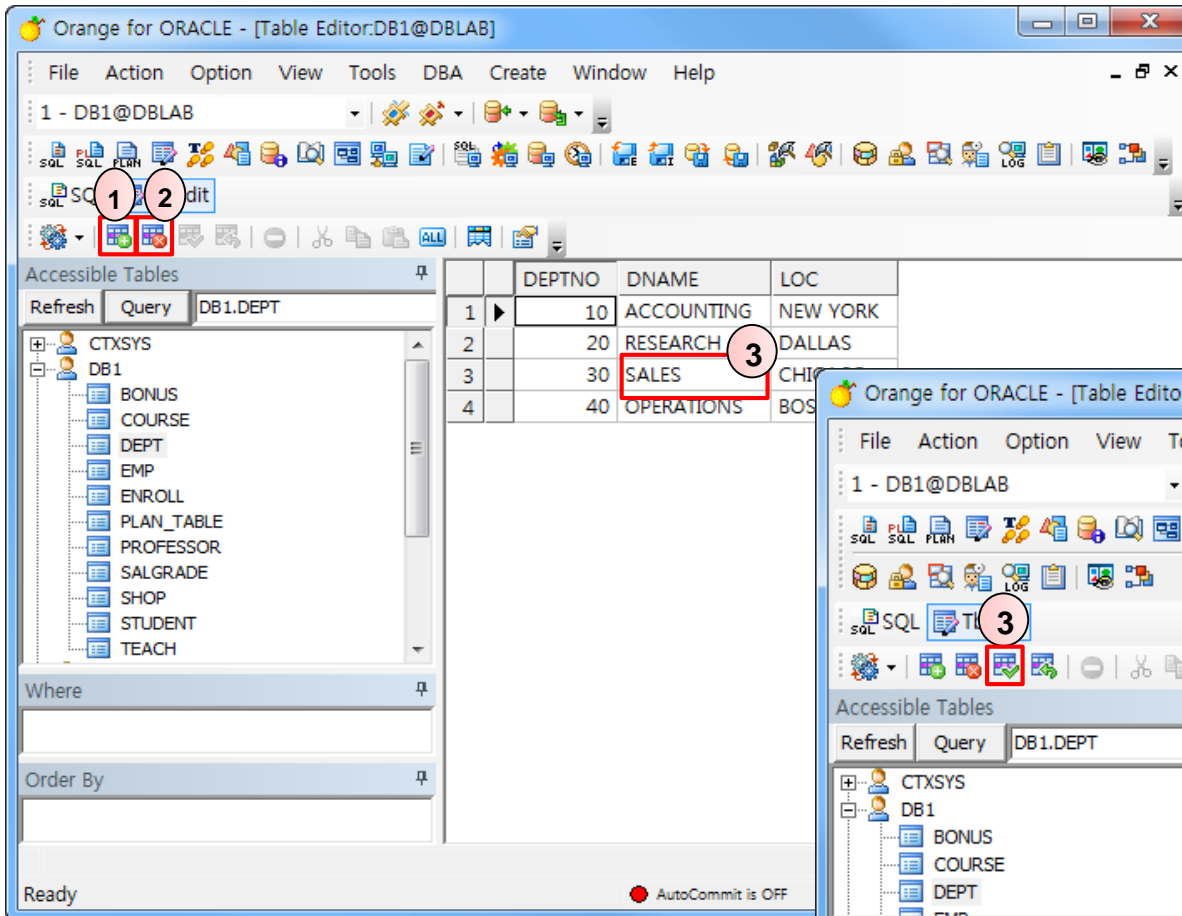 Orange for ORACLE - [Table Editor:DB1@DBLAB]
File Action Option View Tools DBA Create Window Help
1 - DB1@DBLAB
SQL SQL PLAN SQL LOG
SQL 1 2 dit
ALL
Accessible Tables
Refresh Query DB1.DEPT
CTXSYS
DB1
BONUS
COURSE
DEPT
EMP
ENROLL
PLAN_TABLE
PROFESSOR
SALGRADE
SHOP
STUDENT
TEACH
Where
Order By
Ready
AutoCommit is OFF
DEPTNO DNAME LOC
1 10 ACCOUNTING NEW YORK
2 20 RESEARCH DALLAS
3
3 30 SALES
4 40 OPERATIONS BOS
Orange for ORACLE - [Table Edito
File Action Option View
1 - DB1@DBLAB
SQL SQL PLAN
LOG
SQL 3
Accessible Tables
Refresh Query DB1.DEPT
CTXSYS
DB1
BONUS
COURSE
DEPT
EMP